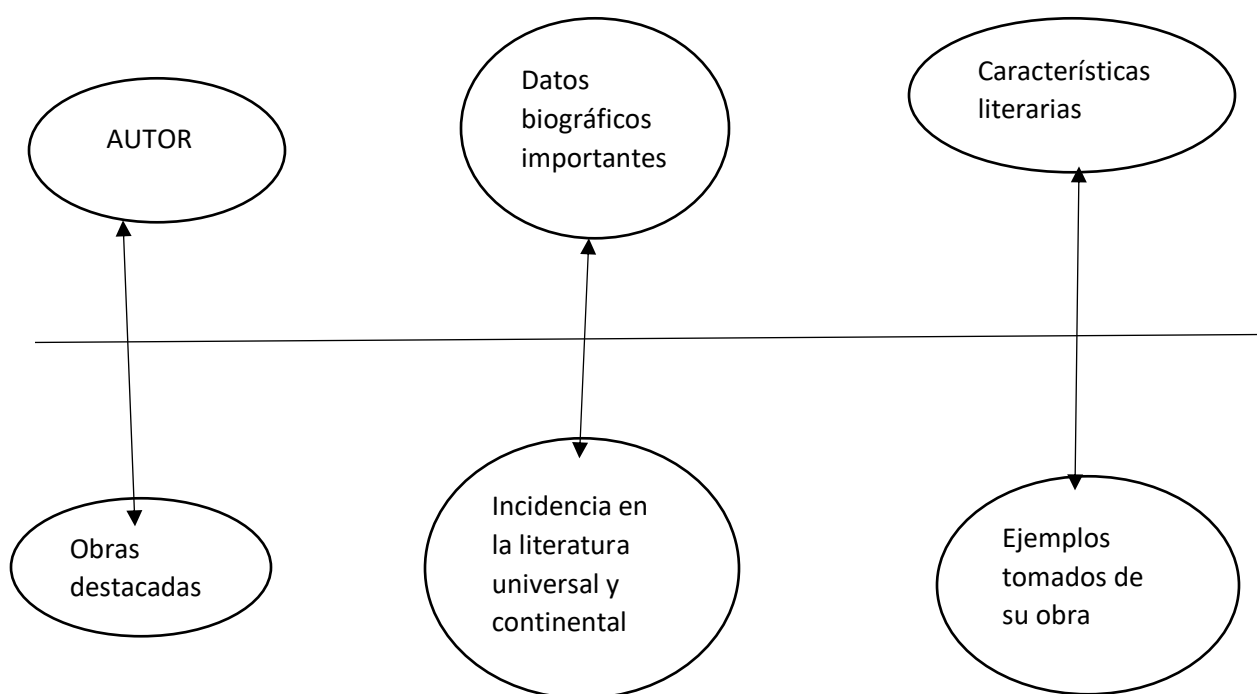 AUTOR
Datos
biográficos
importantes
Características
literarias
Obras
destacadas
Incidencia en
la literatura
universal y
continental
Ejemplos
tomados de
su obra